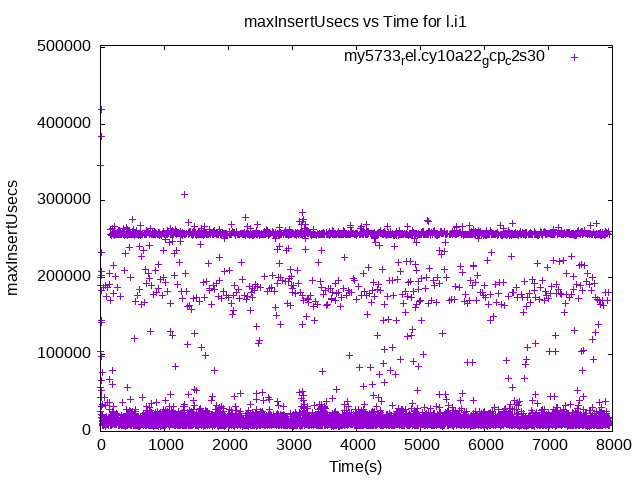 maxInsertUsecs vs Time for l.i1
my5733rel.cy10a22gcpc2s30
maxInsertUsecs
500000
400000
300000
200000
100000
0
0 1000 2000 3000 4000 5000 6000 7000 8000
Time(s)